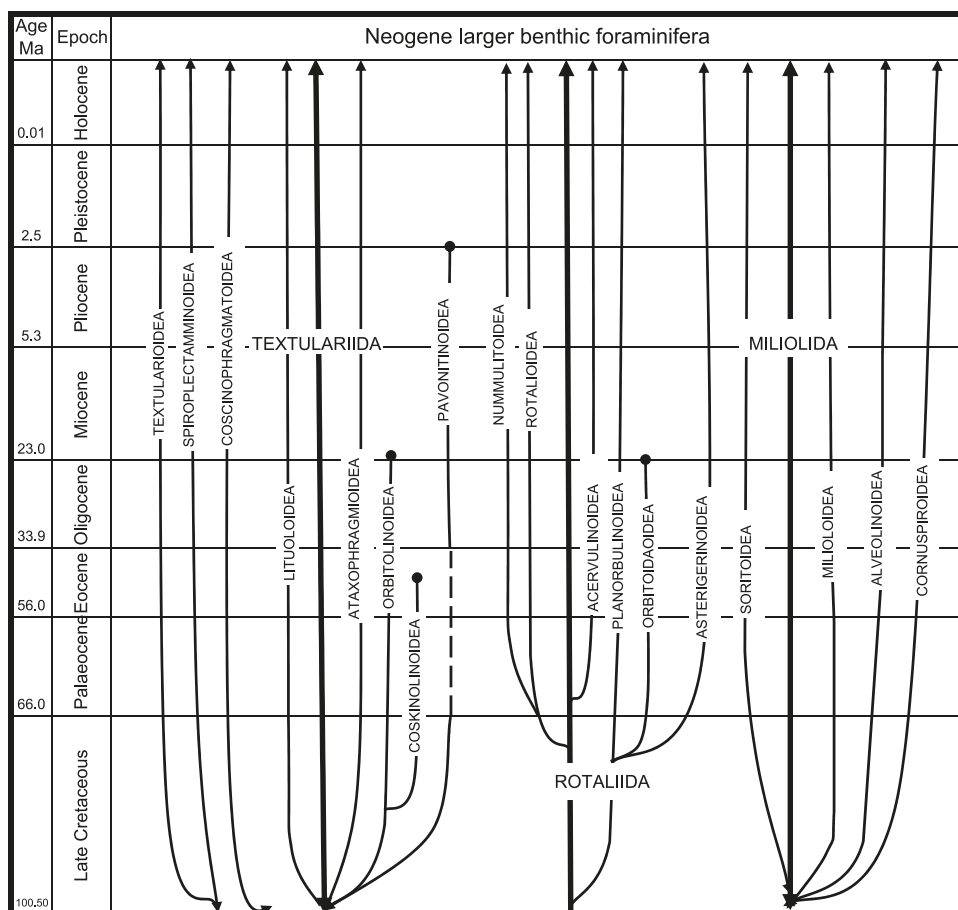 Age
Ma
Epoch
Neogene larger benthic foraminifera
Holocene
0.01
Pleistocene
2.5
Pliocene
5.3
Miocene
23.0
Oligocene
33.9
Eocene
56.0
Palaeocene
66.0
Late Cretaceous
100.50
TEXTULARIOIDEA
SPIROPLECTAMMINOIDEA
COSCINOPHRAGMATOIDEA
LITUOLOIDEA
TEXTULARIIDA
ATAXOPHRAGMIOIDEA
ORBITOLINOIDEA
COSKINOLINOIDEA
PAVONITINOIDEA
NUMMULITOIDEA
ROTALIOIDEA
ROTALIIDA
ACERVULINOIDEA
PLANORBULINOIDEA
ORBITOIDAOIDEA
ASTERIGERINOIDEA
SORITOIDEA
MILIOLIDA
MILIOLOIDEA
ALVEOLINOIDEA
CORNUSPIROIDEA